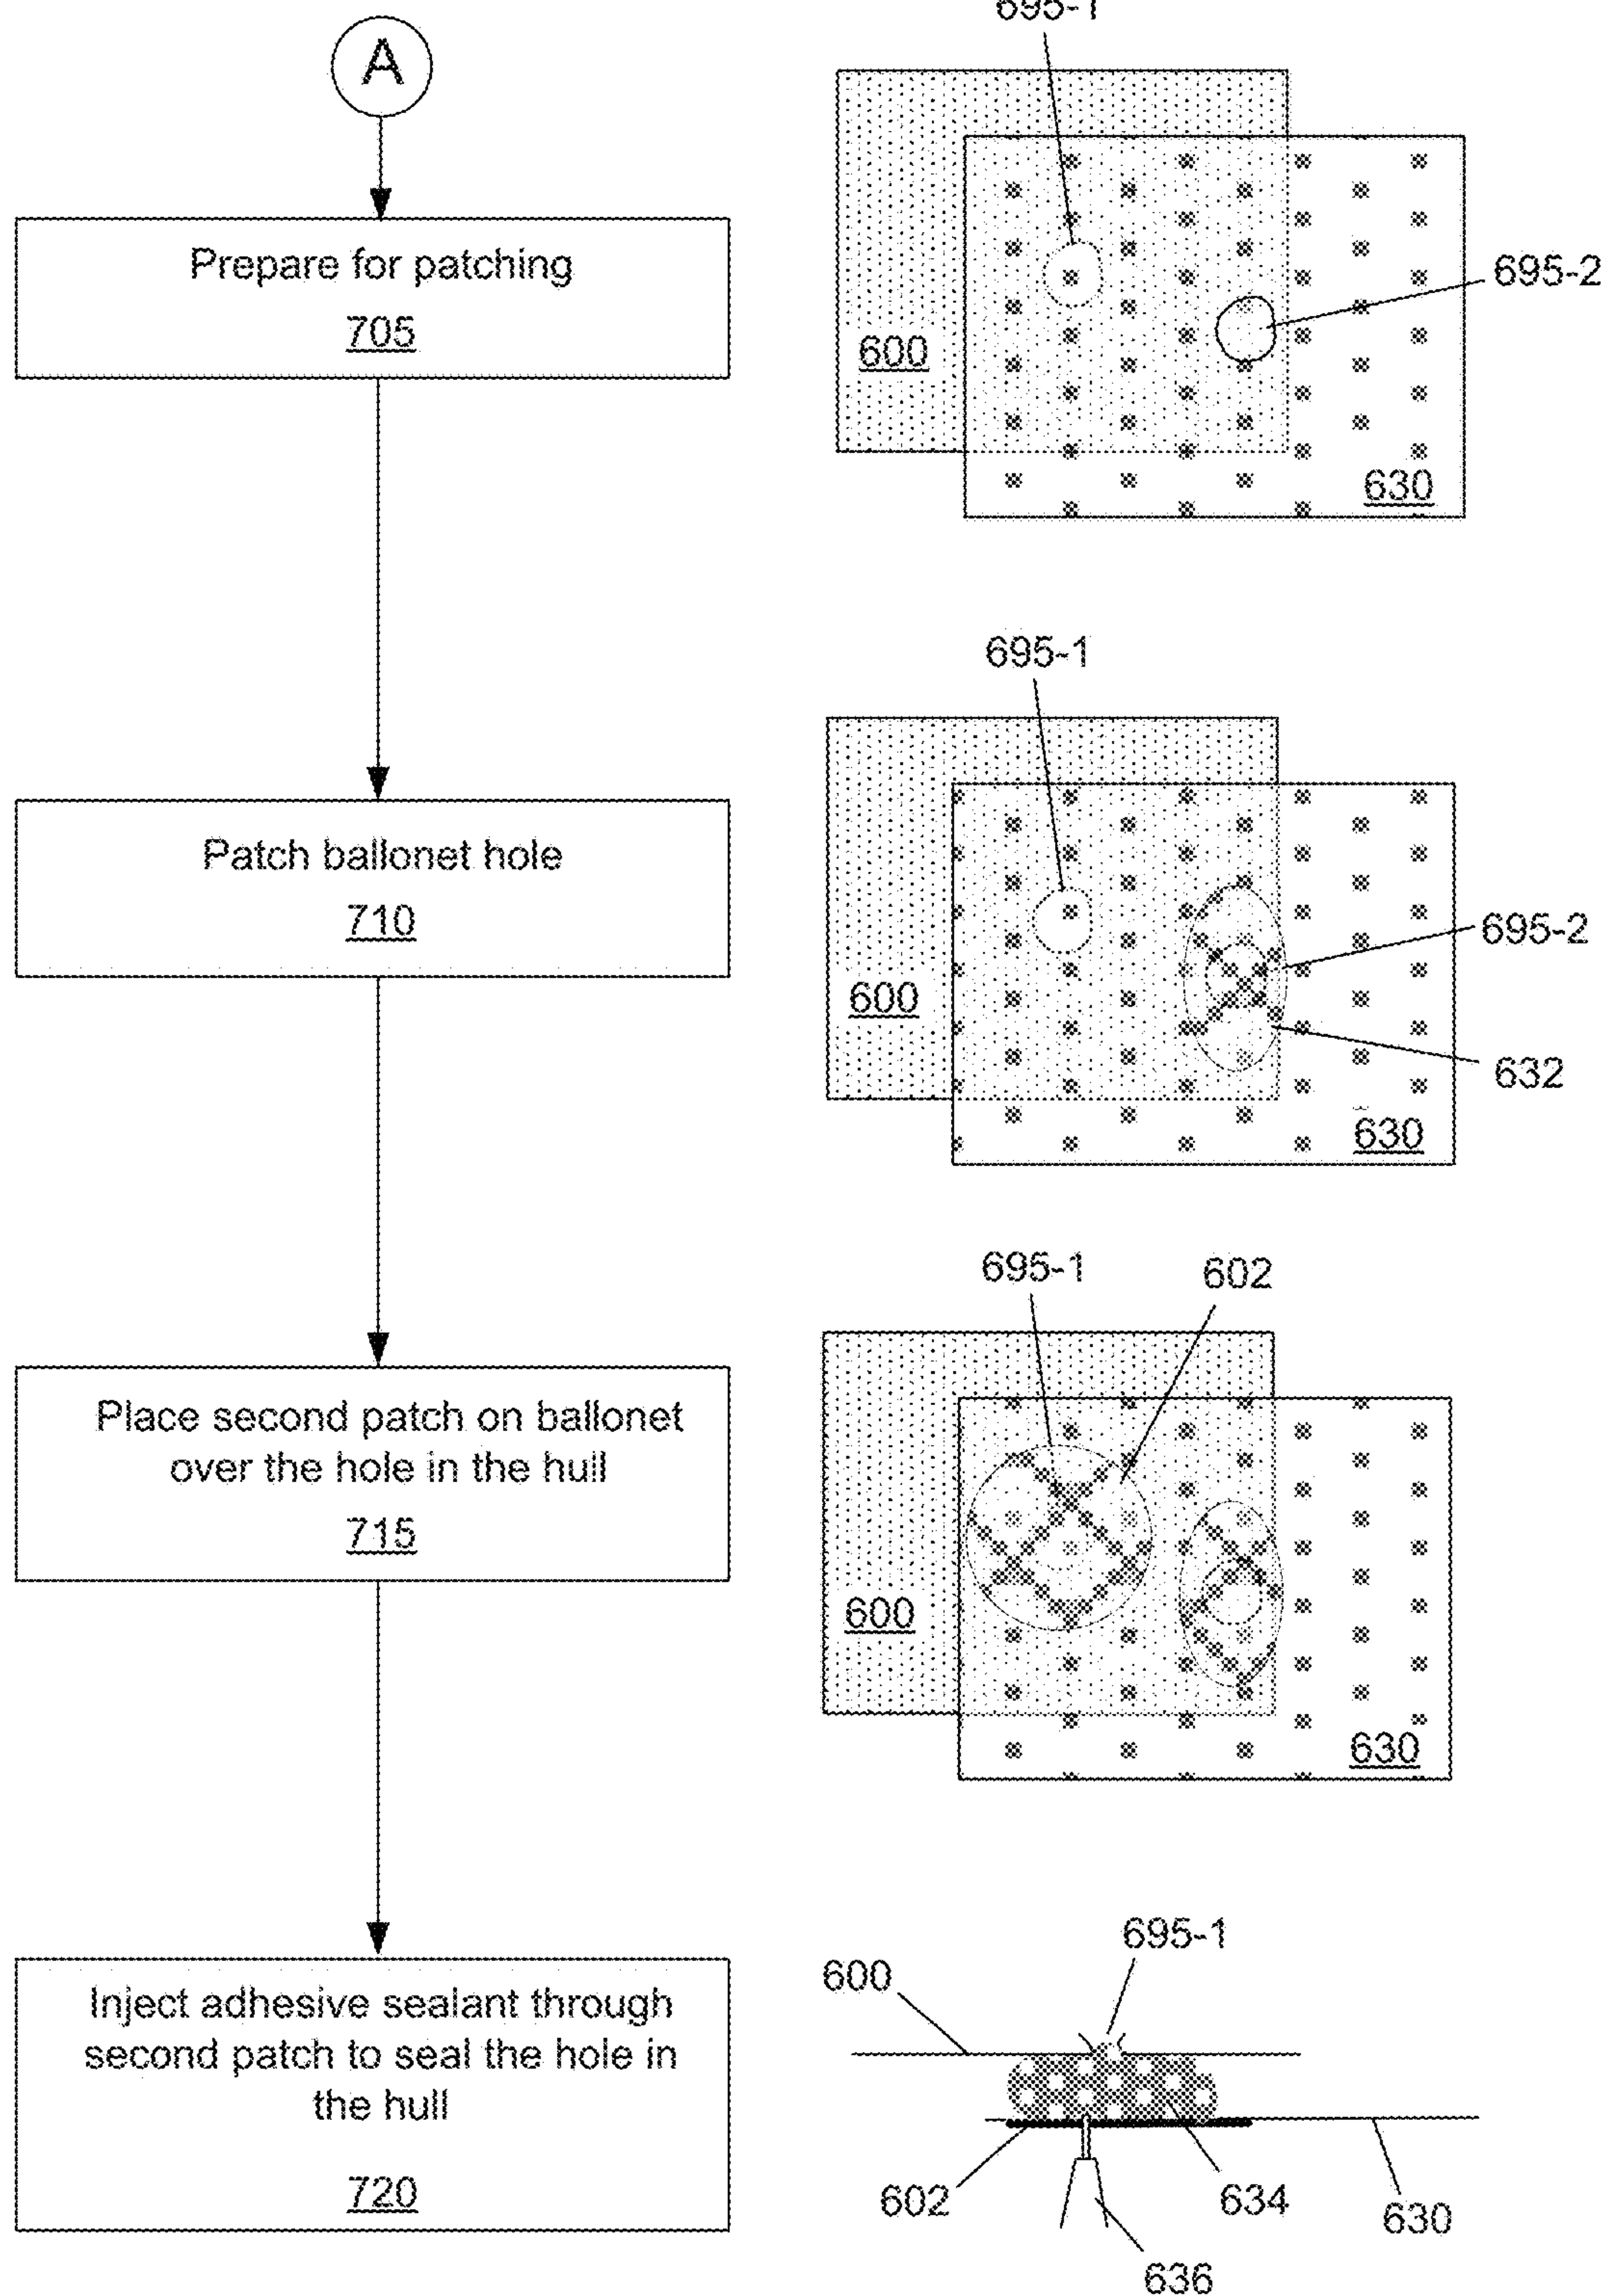 A
695-1
Prepare for patching
705
600
695-2
630
695-1
Patch ballonet hole
710
600
695-2
632
630
695-1
602
Place second patch on ballonet
over the hole in the hull
715
600
630
Inject adhesive sealant through
second patch to seal the hole in
the hull
720
695-1
600
602
634
630
636